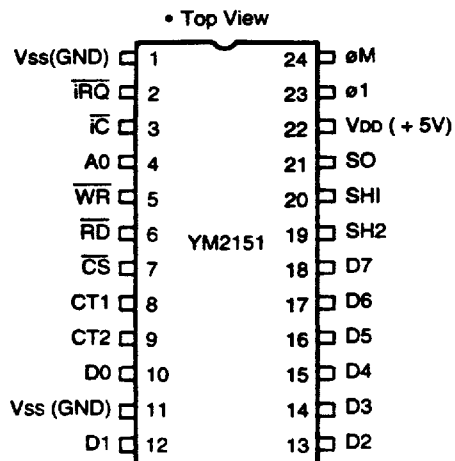 • Top View
Vss(GND) 1 24 øM
iRQ 2 23 ø1
iC 3 22 VDD ( + 5V)
A0 4 21 SO
WR 5 20 SHI
RD 6 YM2151 19 SH2
CS 7 18 D7
CT1 8 17 D6
CT2 9 16 D5
D0 10 15 D4
Vss (GND) 11 14 D3
D1 12 13 D2